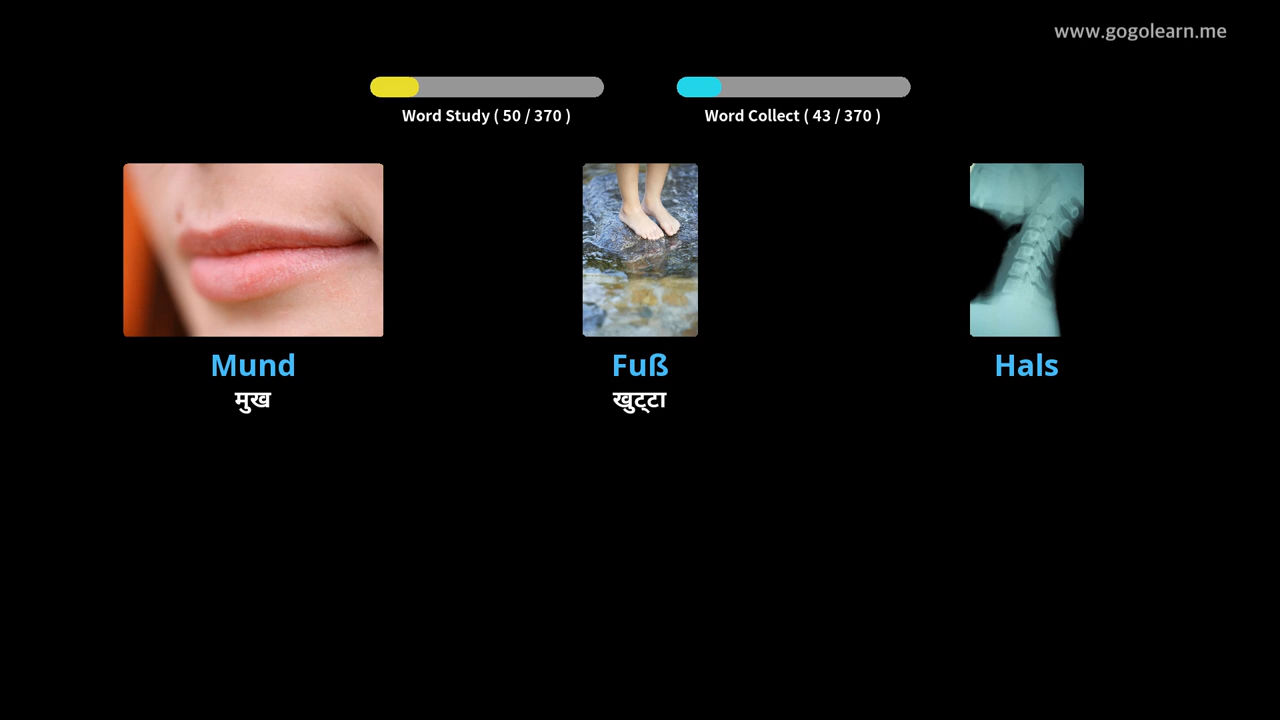 www.gogolearn.me
Word Study ( 50 / 370 )
Word Collect ( 43 / 370 )
Mund
मुख
Fuß
खुट्टा
Hals